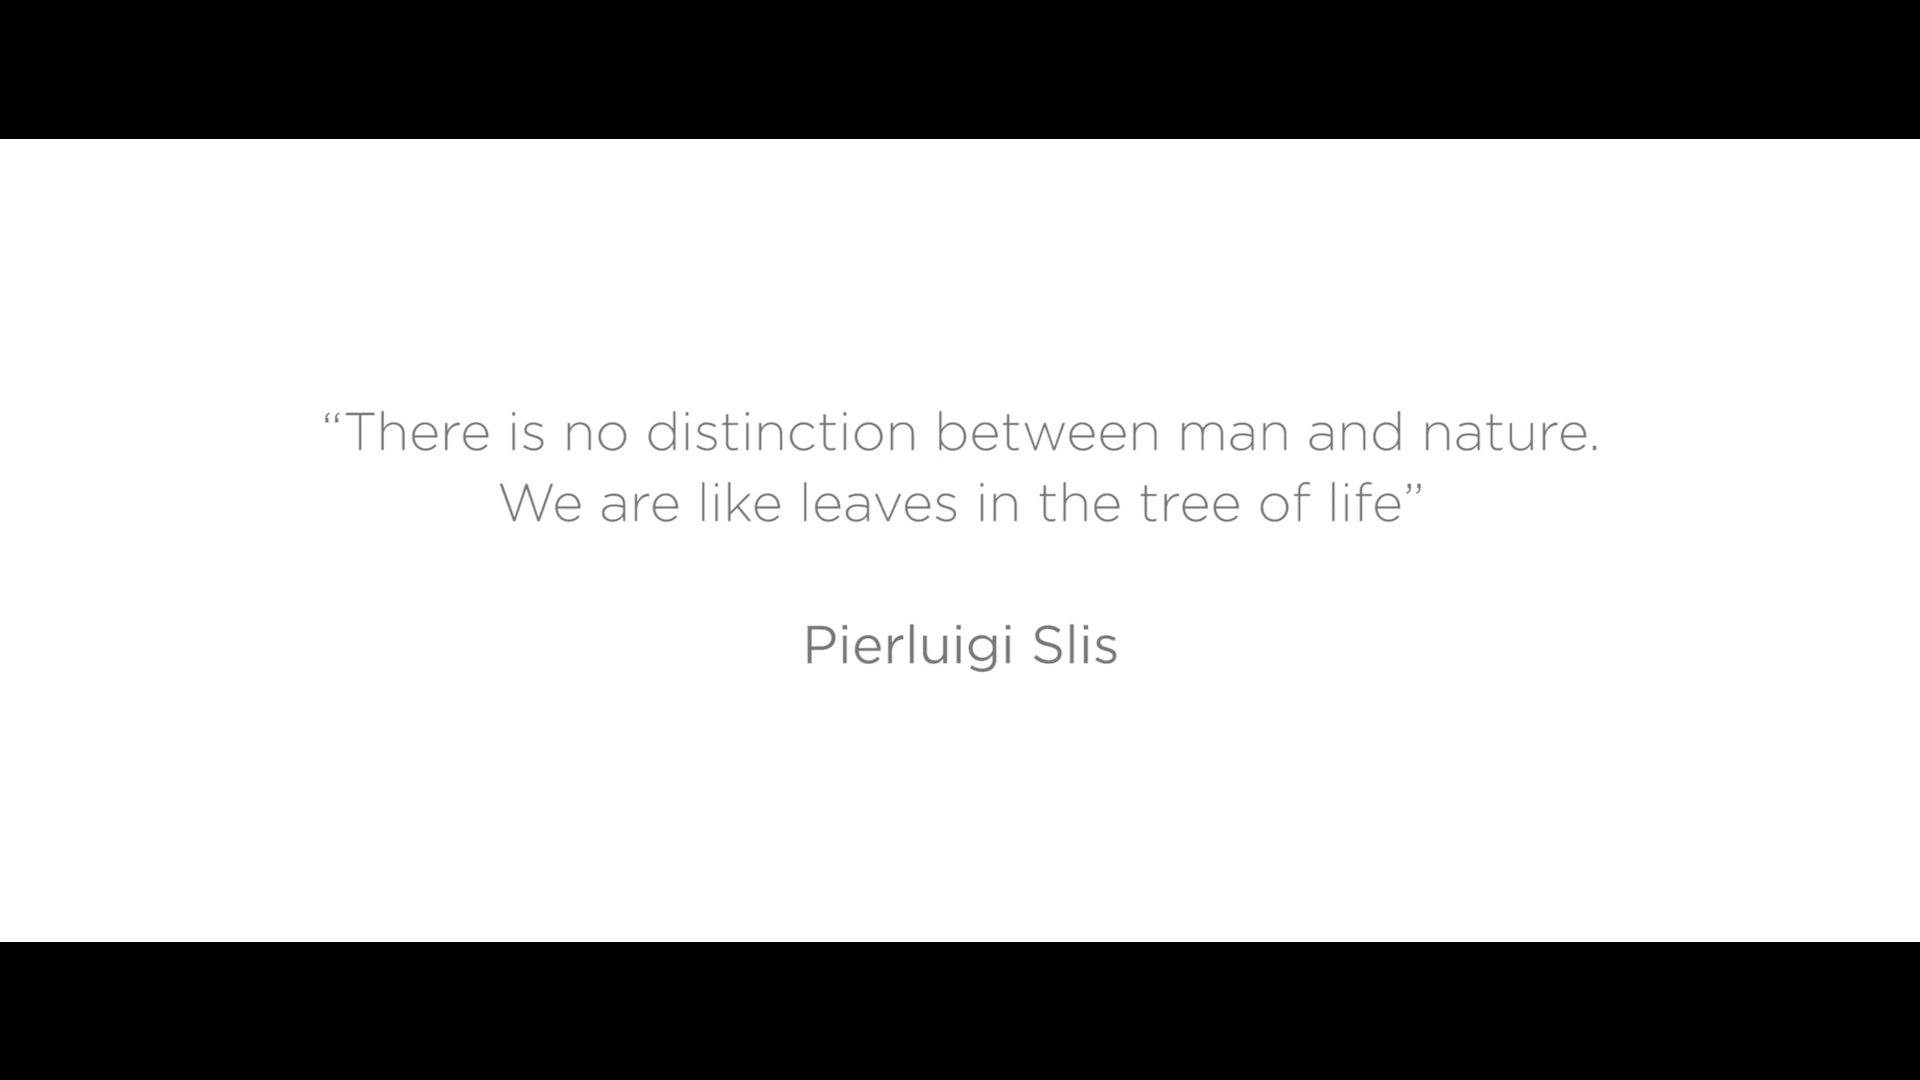 “There is no distinction between man and nature.
We are like leaves in the tree of life”
Pierluigi Slis